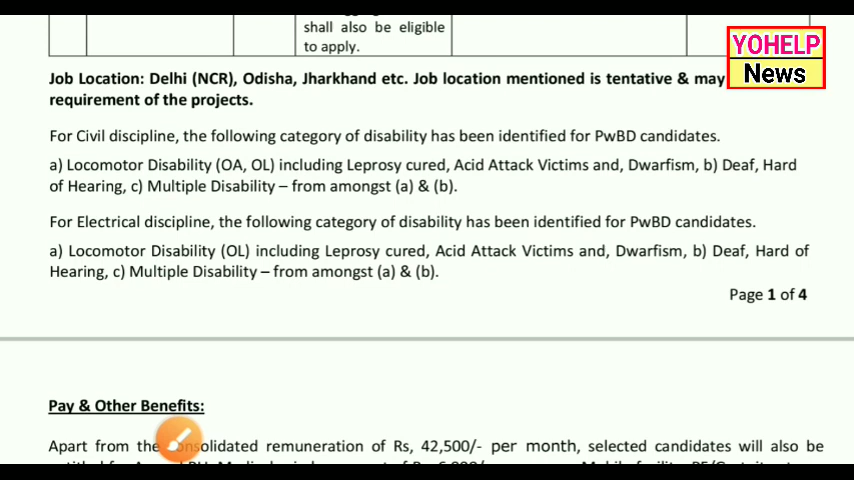 shall also be eligible
to apply.
YOHELP
News
Job Location: Delhi (NCR), Odisha, Jharkhand etc. Job location mentioned is tentative & may
requirement of the projects.
For Civil discipline, the following category of disability has been identified for PwBD candidates.
a) Locomotor Disability (OA, OL) including Leprosy cured, Acid Attack Victims and, Dwarfism, b) Deaf, Hard
of Hearing, c) Multiple Disability – from amongst (a) & (b).
For Electrical discipline, the following category of disability has been identified for PwBD candidates.
a) Locomotor Disability (OL) including Leprosy cured, Acid Attack Victims and, Dwarfism, b) Deaf, Hard of
Hearing, c) Multiple Disability – from amongst (a) & (b).
Page 1 of 4
Pay & Other Benefits:
Apart from the consolidated remuneration of Rs, 42,500/- per month, selected candidates will also be